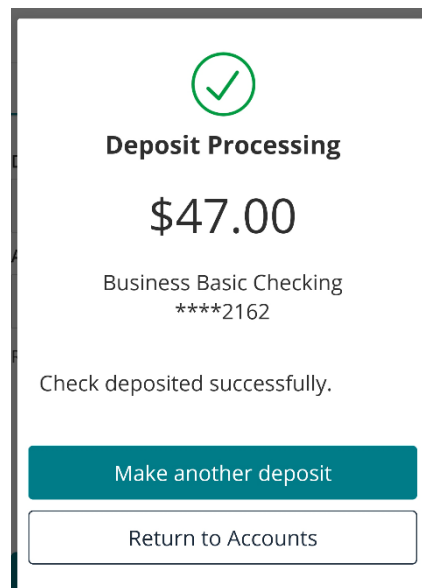 Deposit Processing
$47.00
Business Basic Checking
****2162
Check deposited successfully.
Make another deposit
Return to Accounts